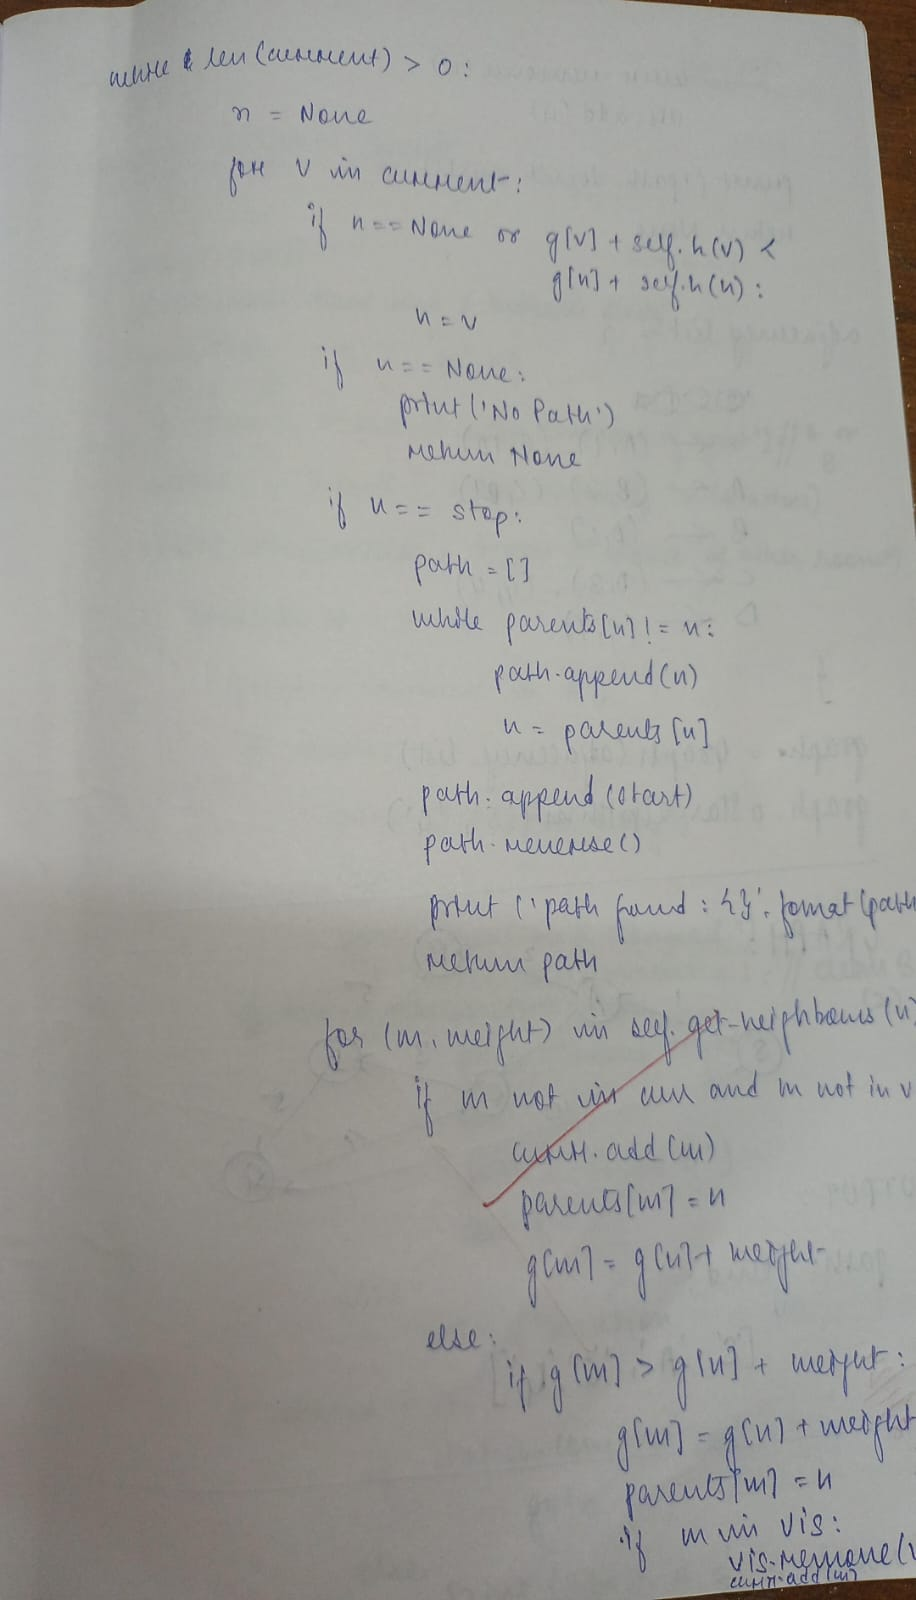 while len(current) > 0:
n = None
for v in current:
if n == None or g[v] + self.h(v) <
g[n] + self.h(n):
n = v
if n == None:
print('No Path')
return None
if n == stop:
path = []
while parents[n] != n:
path.append(n)
n = parents[n]
path.append(start)
path.reverse()
print('path found : {}'.format(path
return path
for (m, weight) in self.get-neighbours(n)
if m not in curr and m not in v
curr.add(m)
parents[m] = n
g[m] = g[n] + weight
else:
if g[m] > g[n] + weight:
g[m] = g[n] + weight
parents[m] = n
if m in vis:
vis.remove(
curr.add(m)